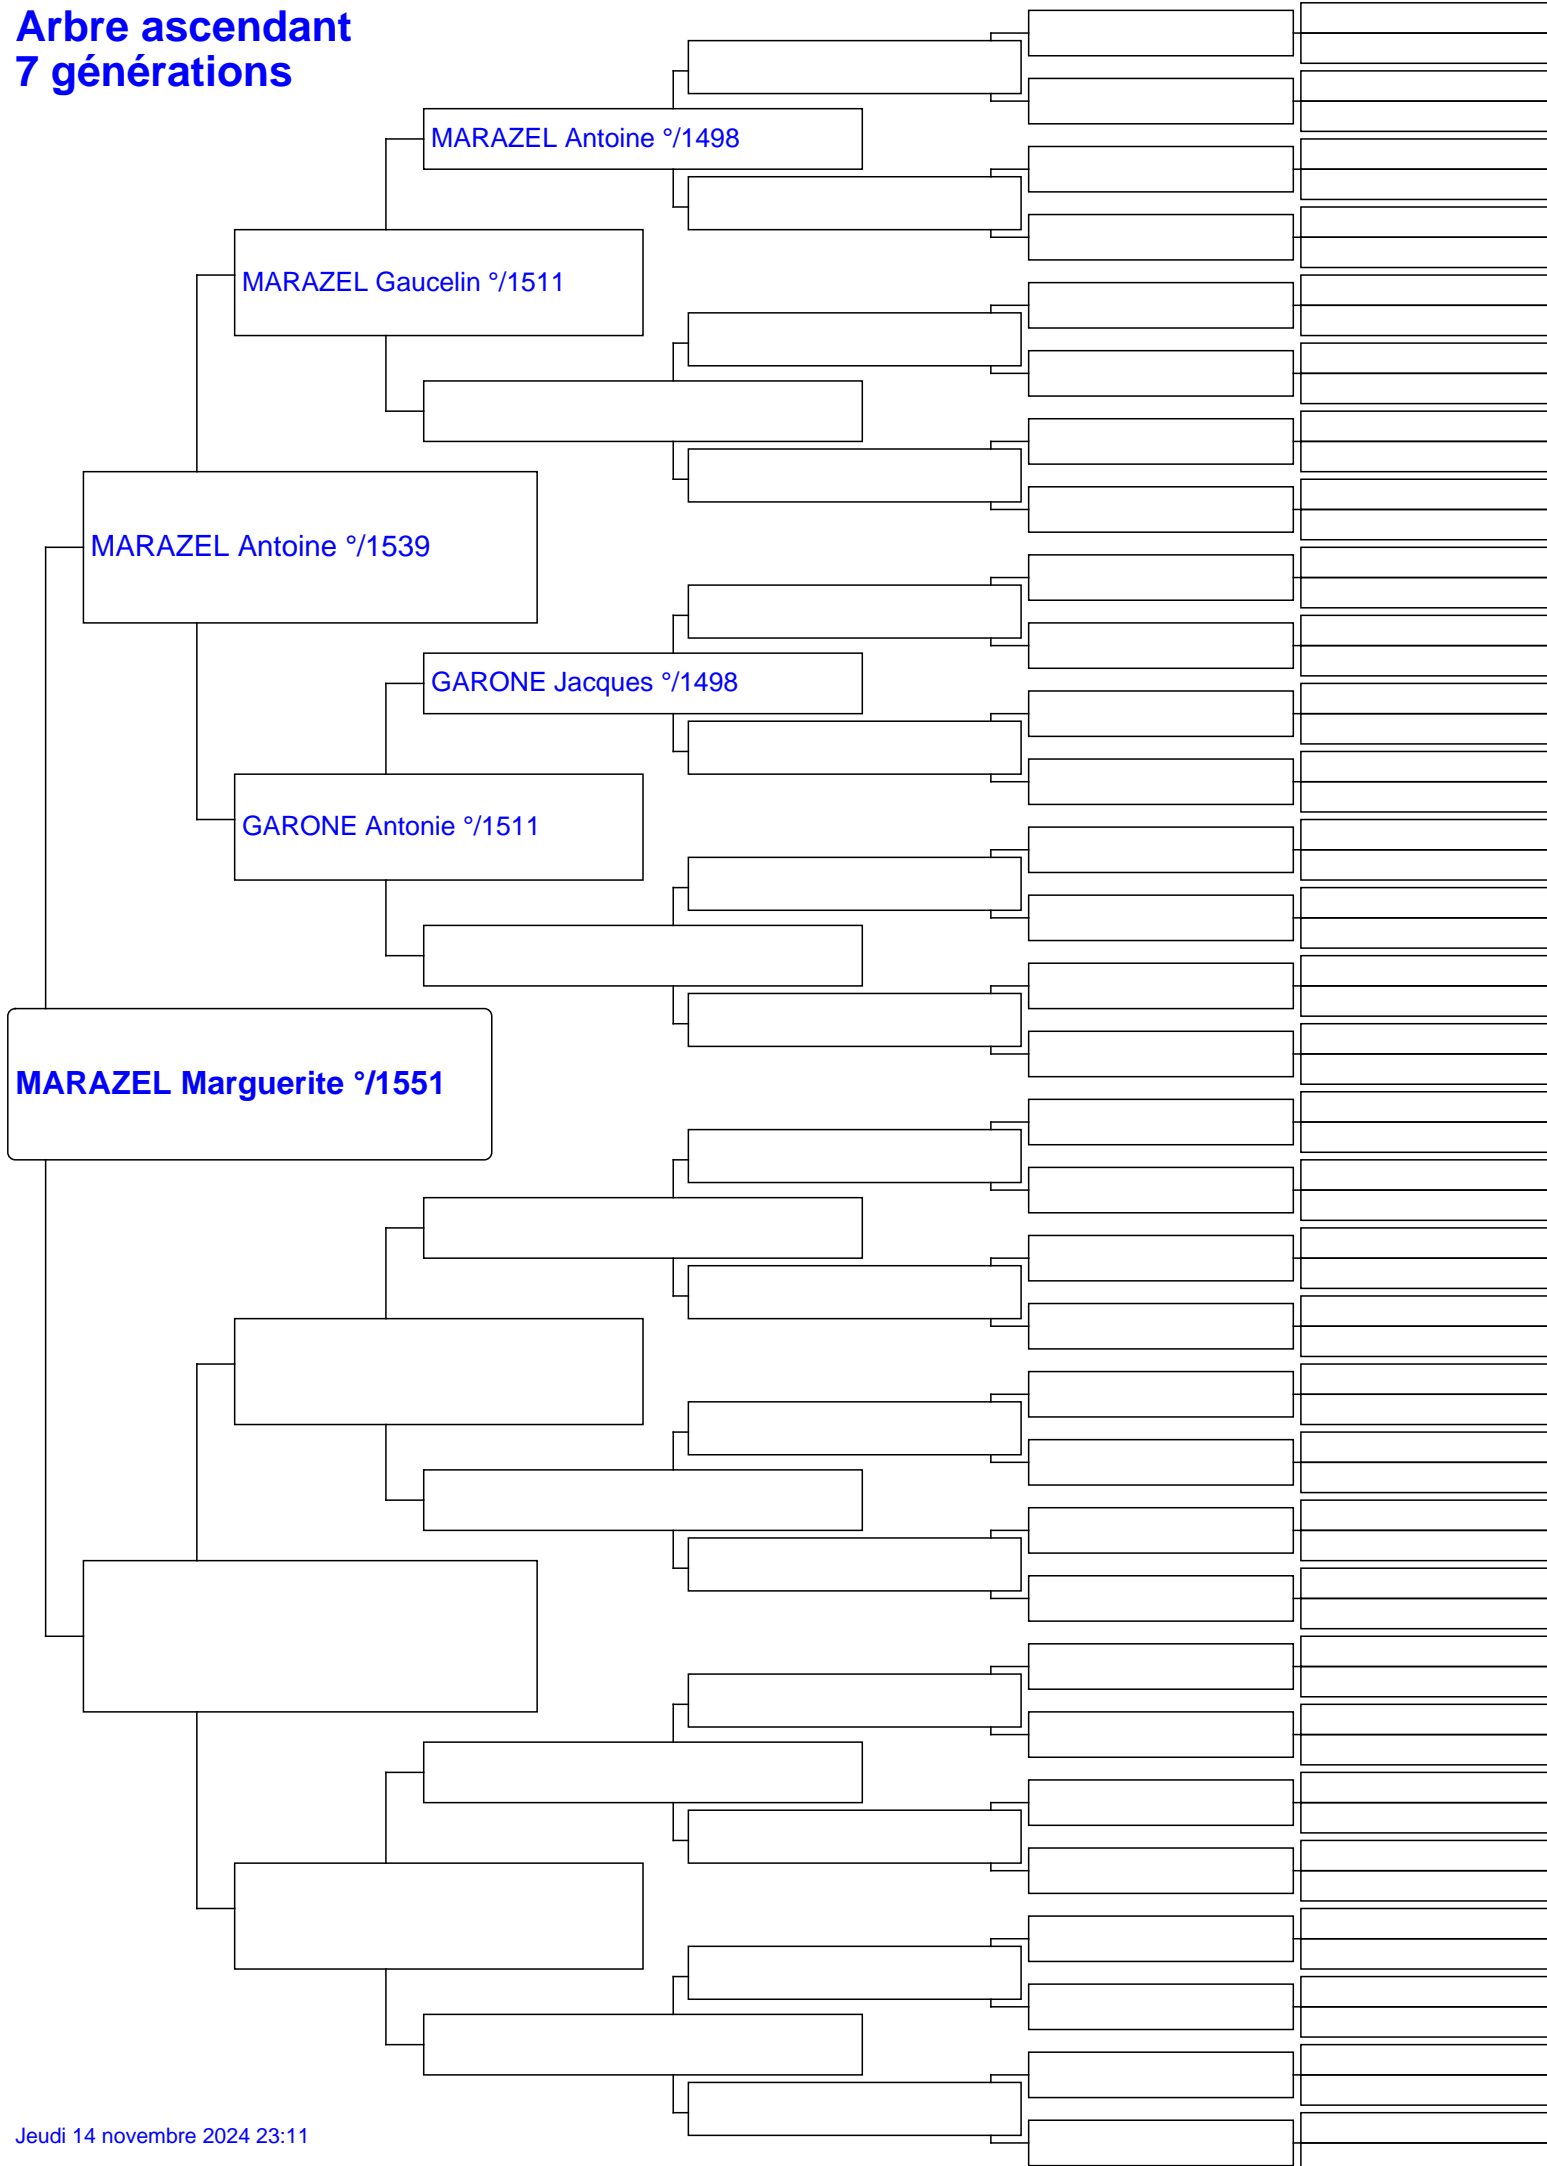 Arbre ascendant
7 générations
MARAZEL Antoine °/1498
MARAZEL Gaucelin °/1511
MARAZEL Antoine °/1539
GARONE Jacques °/1498
GARONE Antonie °/1511
MARAZEL Marguerite °/1551
Jeudi 14 novembre 2024 23:11